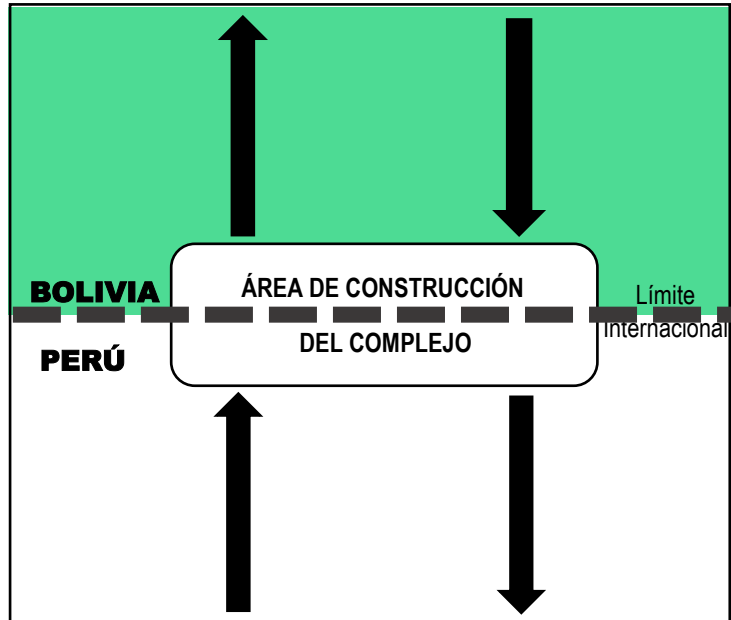 BOLIVIA
ÁREA DE CONSTRUCCIÓN
DEL COMPLEJO
Límite
Internacional
PERÚ